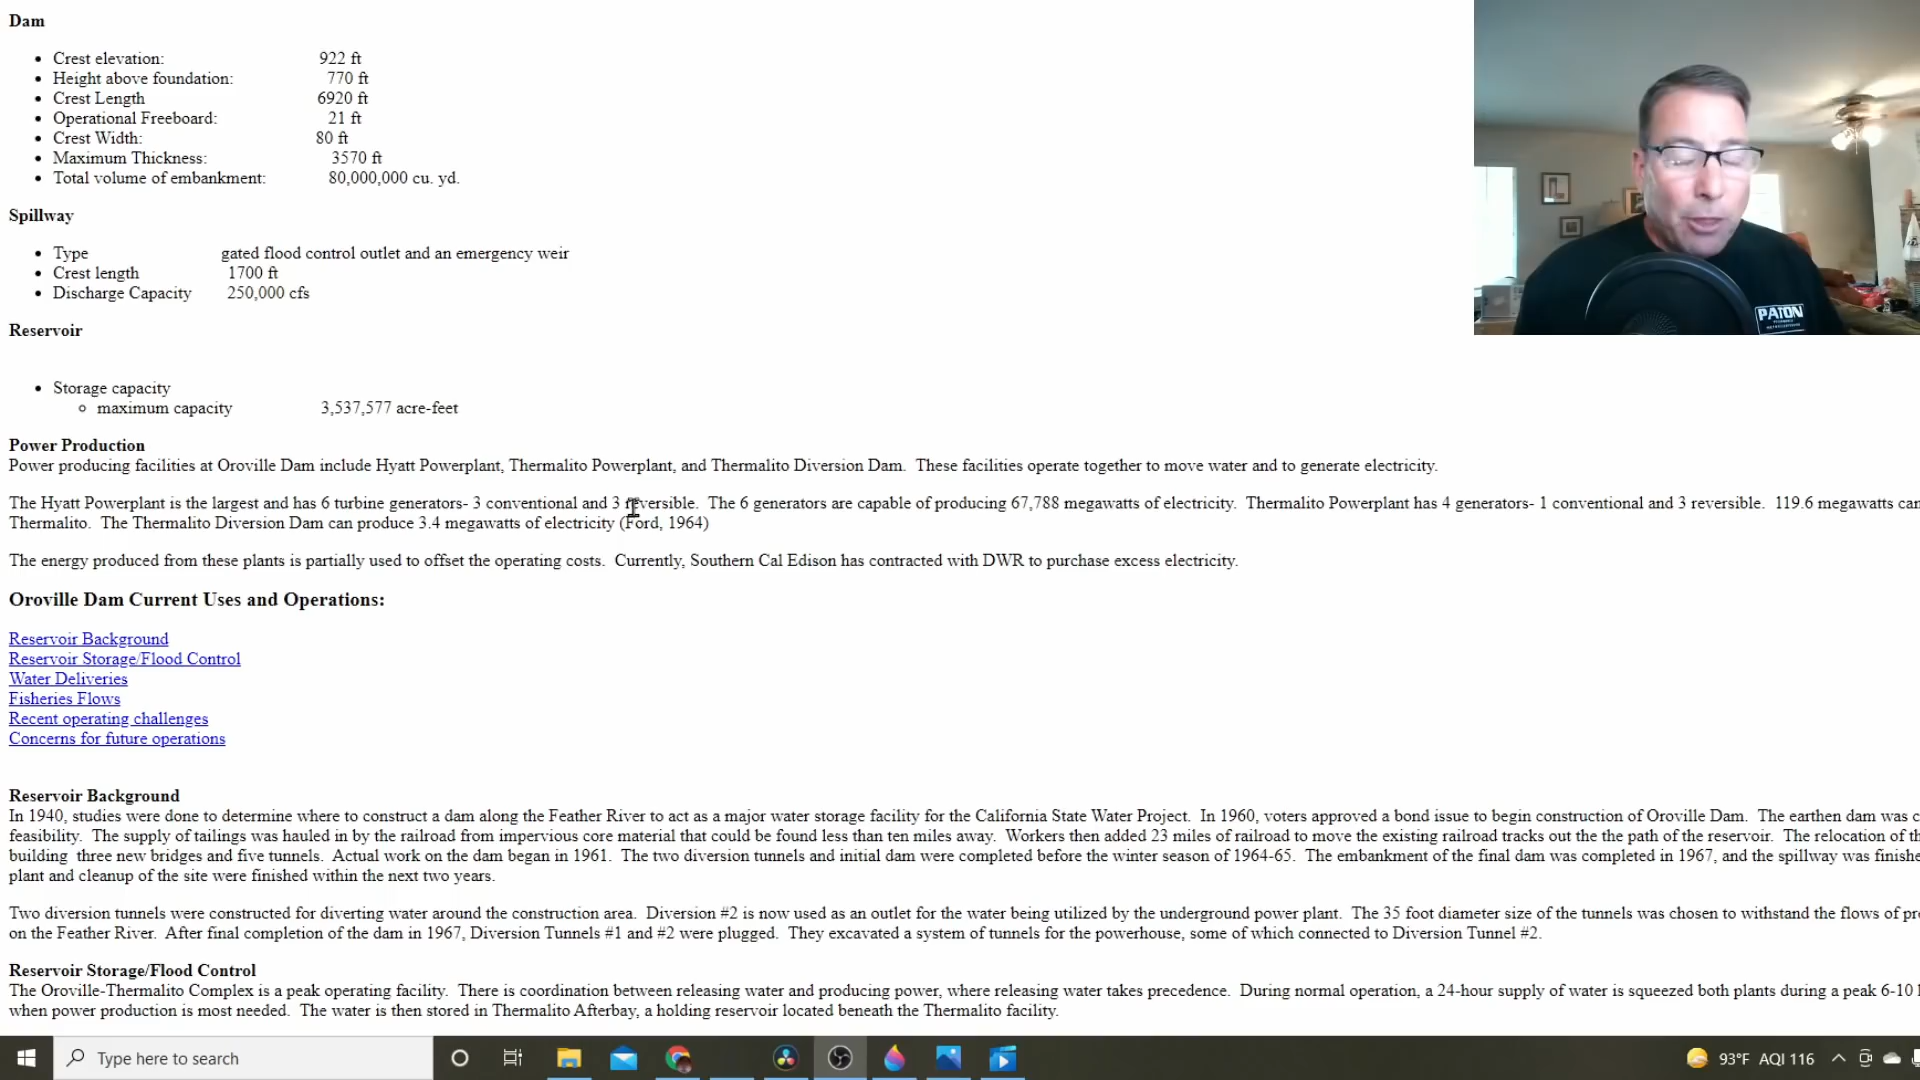 Dam
Crest elevation: 922 ft
Height above foundation: 770 ft
Crest Length 6920 ft
Operational Freeboard: 21 ft
Crest Width: 80 ft
Maximum Thickness: 3570 ft
Total volume of embankment: 80,000,000 cu. yd.
Spillway
Type gated flood control outlet and an emergency weir
Crest length 1700 ft
Discharge Capacity 250,000 cfs
Reservoir
Storage capacity
maximum capacity 3,537,577 acre-feet
Power Production
Power producing facilities at Oroville Dam include Hyatt Powerplant, Thermalito Powerplant, and Thermalito Diversion Dam. These facilities operate together to move water and to generate electricity.
The Hyatt Powerplant is the largest and has 6 turbine generators- 3 conventional and 3 reversible. The 6 generators are capable of producing 67,788 megawatts of electricity. Thermalito Powerplant has 4 generators- 1 conventional and 3 reversible. 119.6 megawatts can
Thermalito. The Thermalito Diversion Dam can produce 3.4 megawatts of electricity (Ford, 1964)
The energy produced from these plants is partially used to offset the operating costs. Currently, Southern Cal Edison has contracted with DWR to purchase excess electricity.
Oroville Dam Current Uses and Operations:
Reservoir Background
Reservoir Storage/Flood Control
Water Deliveries
Fisheries Flows
Recent operating challenges
Concerns for future operations
Reservoir Background
In 1940, studies were done to determine where to construct a dam along the Feather River to act as a major water storage facility for the California State Water Project. In 1960, voters approved a bond issue to begin construction of Oroville Dam. The earthen dam was c
feasibility. The supply of tailings was hauled in by the railroad from impervious core material that could be found less than ten miles away. Workers then added 23 miles of railroad to move the existing railroad tracks out the the path of the reservoir. The relocation of th
building three new bridges and five tunnels. Actual work on the dam began in 1961. The two diversion tunnels and initial dam were completed before the winter season of 1964-65. The embankment of the final dam was completed in 1967, and the spillway was finishe
plant and cleanup of the site were finished within the next two years.
Two diversion tunnels were constructed for diverting water around the construction area. Diversion #2 is now used as an outlet for the water being utilized by the underground power plant. The 35 foot diameter size of the tunnels was chosen to withstand the flows of pr
on the Feather River. After final completion of the dam in 1967, Diversion Tunnels #1 and #2 were plugged. They excavated a system of tunnels for the powerhouse, some of which connected to Diversion Tunnel #2.
Reservoir Storage/Flood Control
The Oroville-Thermalito Complex is a peak operating facility. There is coordination between releasing water and producing power, where releasing water takes precedence. During normal operation, a 24-hour supply of water is squeezed both plants during a peak 6-10
when power production is most needed. The water is then stored in Thermalito Afterbay, a holding reservoir located beneath the Thermalito facility.
PATON
Type here to search
93°F AQI 116